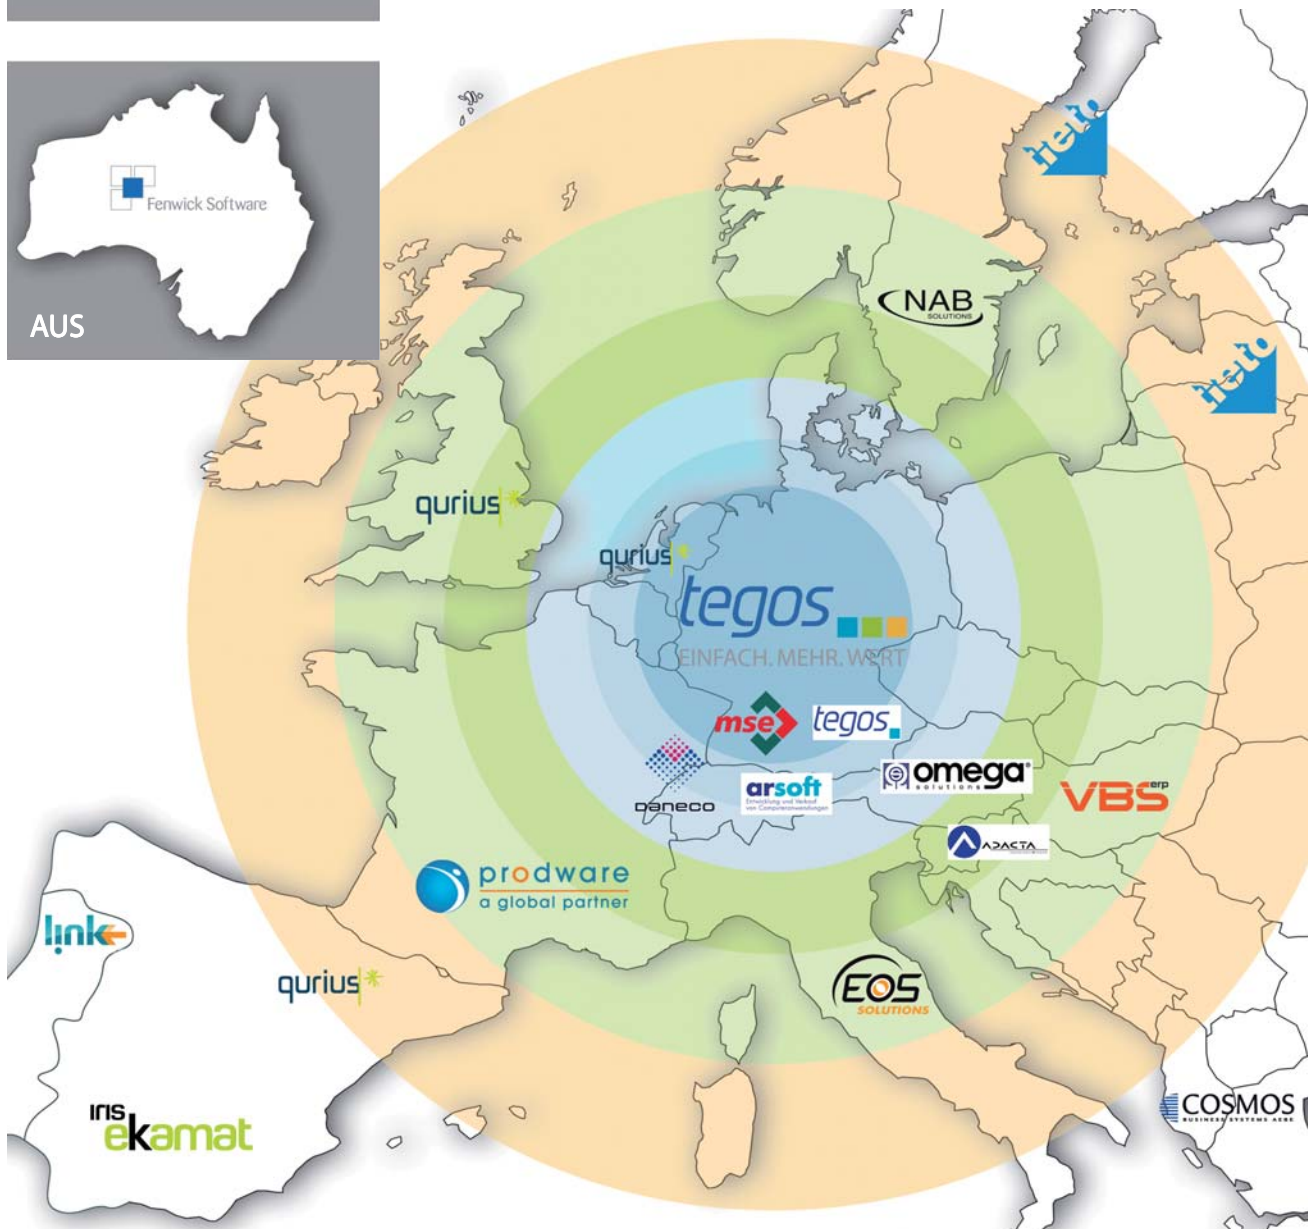 Fenwick Software
AUS
tieto
NAB
SOLUTIONS
tieto
qurius
qurius
tegos
EINFACH. MEHR. WERT
mse
tegos
daneco
arsoft
Entwicklung und Verkauf
von Computeranwendungen
omega
solutions
VBS erp
ADACTA
prodware
a global partner
link
qurius
EOS
SOLUTIONS
IRIS
ekamat
COSMOS
BUSINESS SYSTEMS AEBE